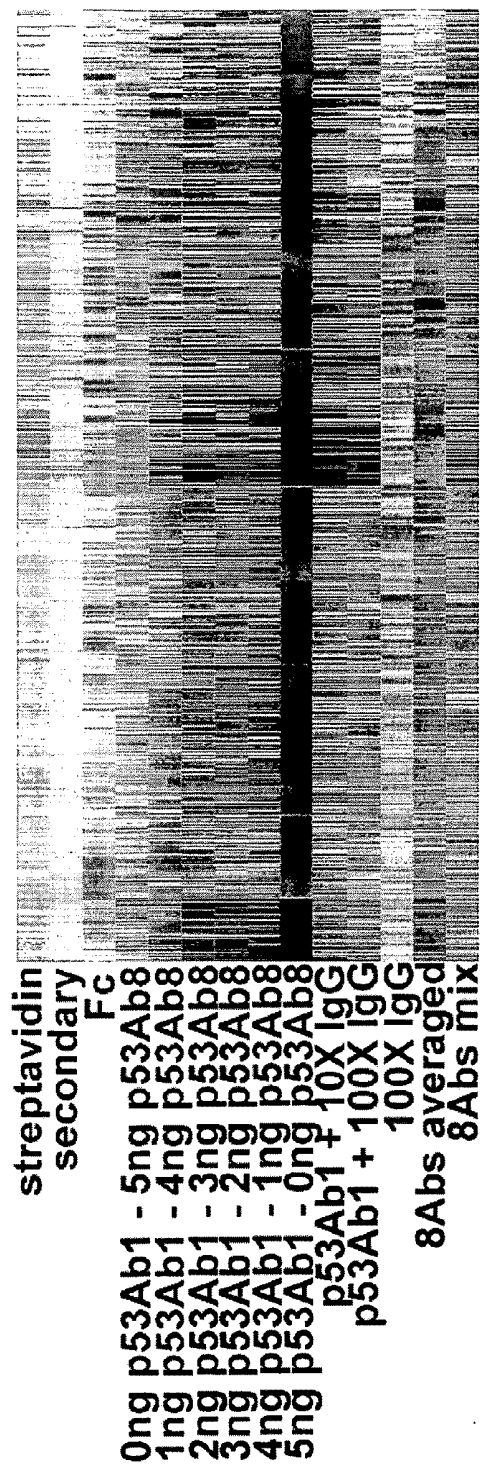 streptavidin
secondary
Fc
0ng p53Ab1 - 5ng p53Ab8
1ng p53Ab1 - 4ng p53Ab8
2ng p53Ab1 - 3ng p53Ab8
3ng p53Ab1 - 2ng p53Ab8
4ng p53Ab1 - 1ng p53Ab8
5ng p53Ab1 - 0ng p53Ab8
p53Ab1 + 10X IgG
p53Ab1 + 100X IgG
100X IgG
8Abs averaged
8Abs mix